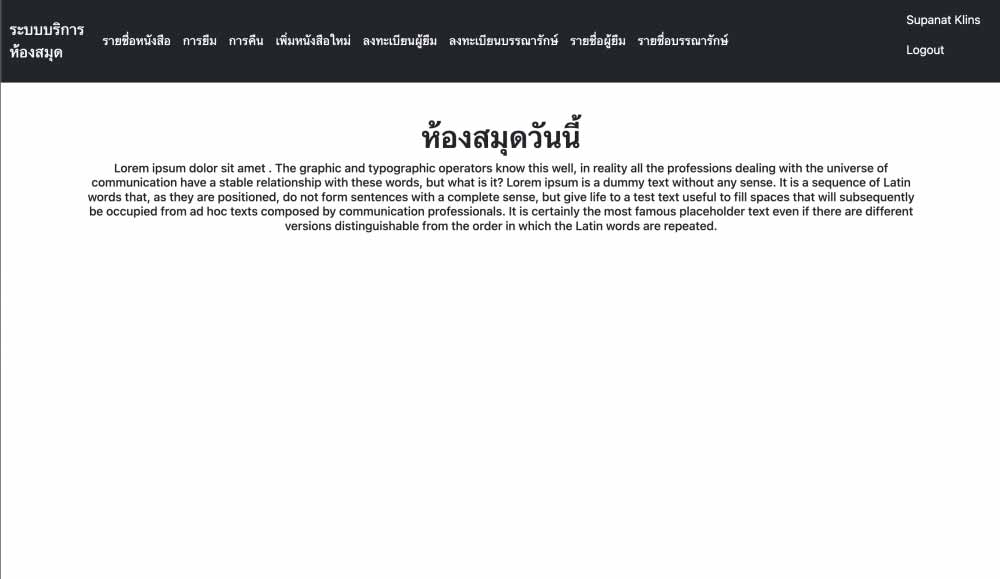 ระบบบริการ
ห้องสมุด
รายชื่อหนังสือ การยืม การคืน เพิ่มหนังสือใหม่ ลงทะเบียนผู้ยืม ลงทะเบียนบรรณารักษ์ รายชื่อผู้ยืม รายชื่อบรรณารักษ์
Supanat Klins
Logout
ห้องสมุดวันนี้
Lorem ipsum dolor sit amet . The graphic and typographic operators know this well, in reality all the professions dealing with the universe of
communication have a stable relationship with these words, but what is it? Lorem ipsum is a dummy text without any sense. It is a sequence of Latin
words that, as they are positioned, do not form sentences with a complete sense, but give life to a test text useful to fill spaces that will subsequently
be occupied from ad hoc texts composed by communication professionals. It is certainly the most famous placeholder text even if there are different
versions distinguishable from the order in which the Latin words are repeated.